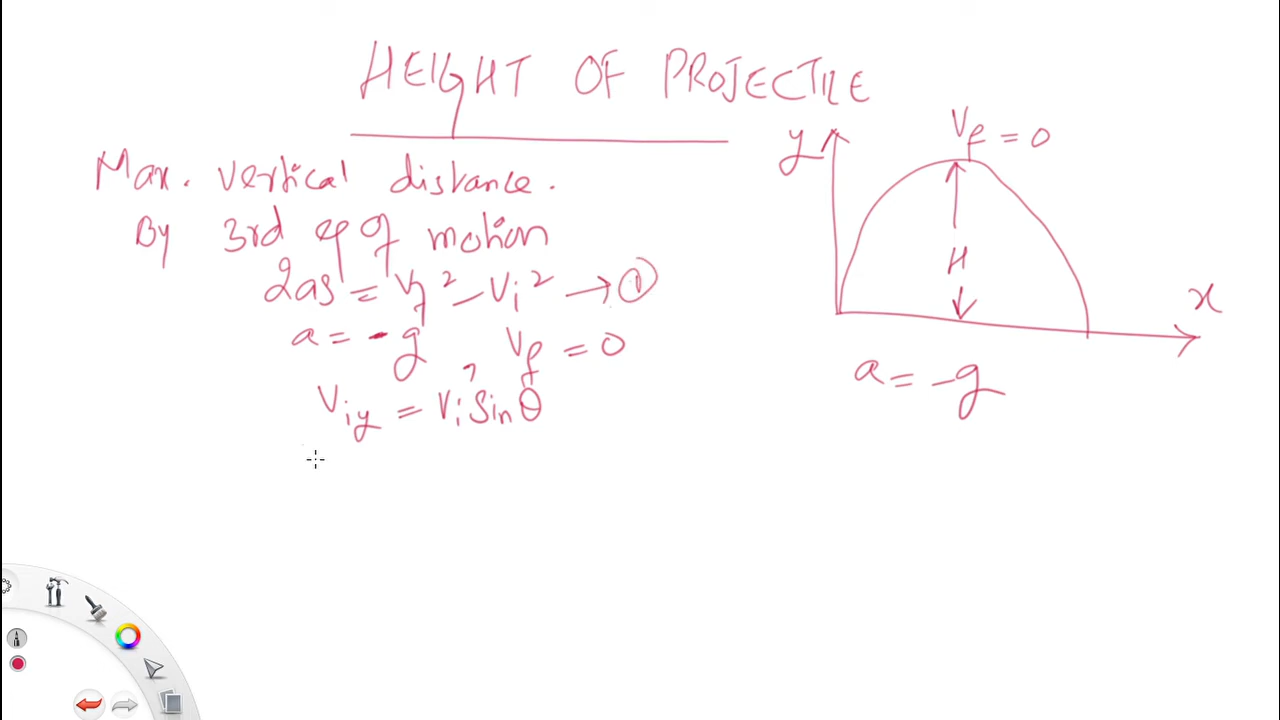 HEIGHT OF PROJECTILE
Max. vertical distance.
By 3rd eq of motion
2as = Vf² - Vi² → ①
a = -g , Vf = 0
Viy = Vi Sin θ
y
Vf = 0
H
x
a = -g